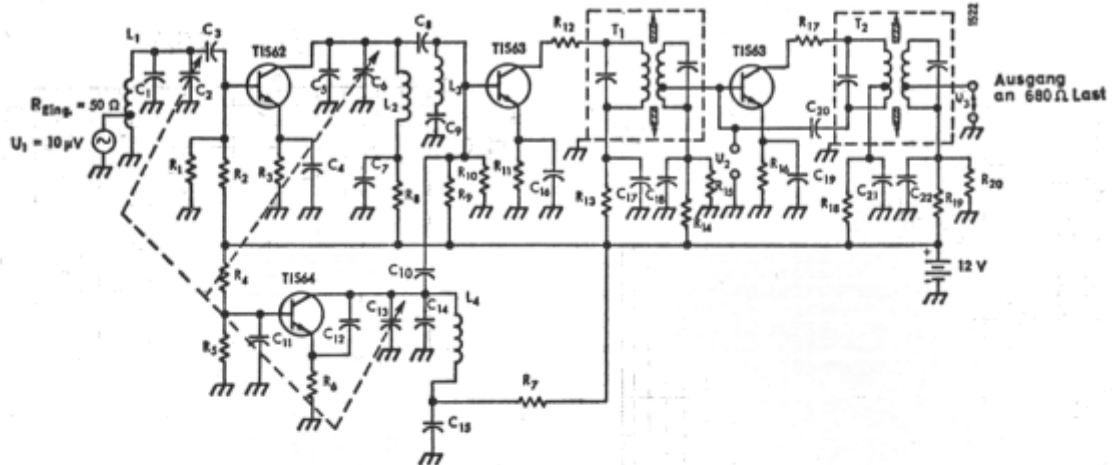 C8
R12
T1
R17
T2
1522
L1
C3
TIS62
TIS63
TIS63
C1
C2
C5
C6
L2
L3
C9
REing. = 50 Ω
U1 = 10 µV
Ausgang
an 680 Ω Last
U3
C20
U2
R1
R2
R3
C4
C7
R8
R10
R9
R11
C16
R13
C17
C18
R15
R14
R16
C19
R18
C21
C22
R19
R20
R4
TIS64
C10
L4
12 V
+
R5
C11
C12
C13
C14
R6
R7
C15